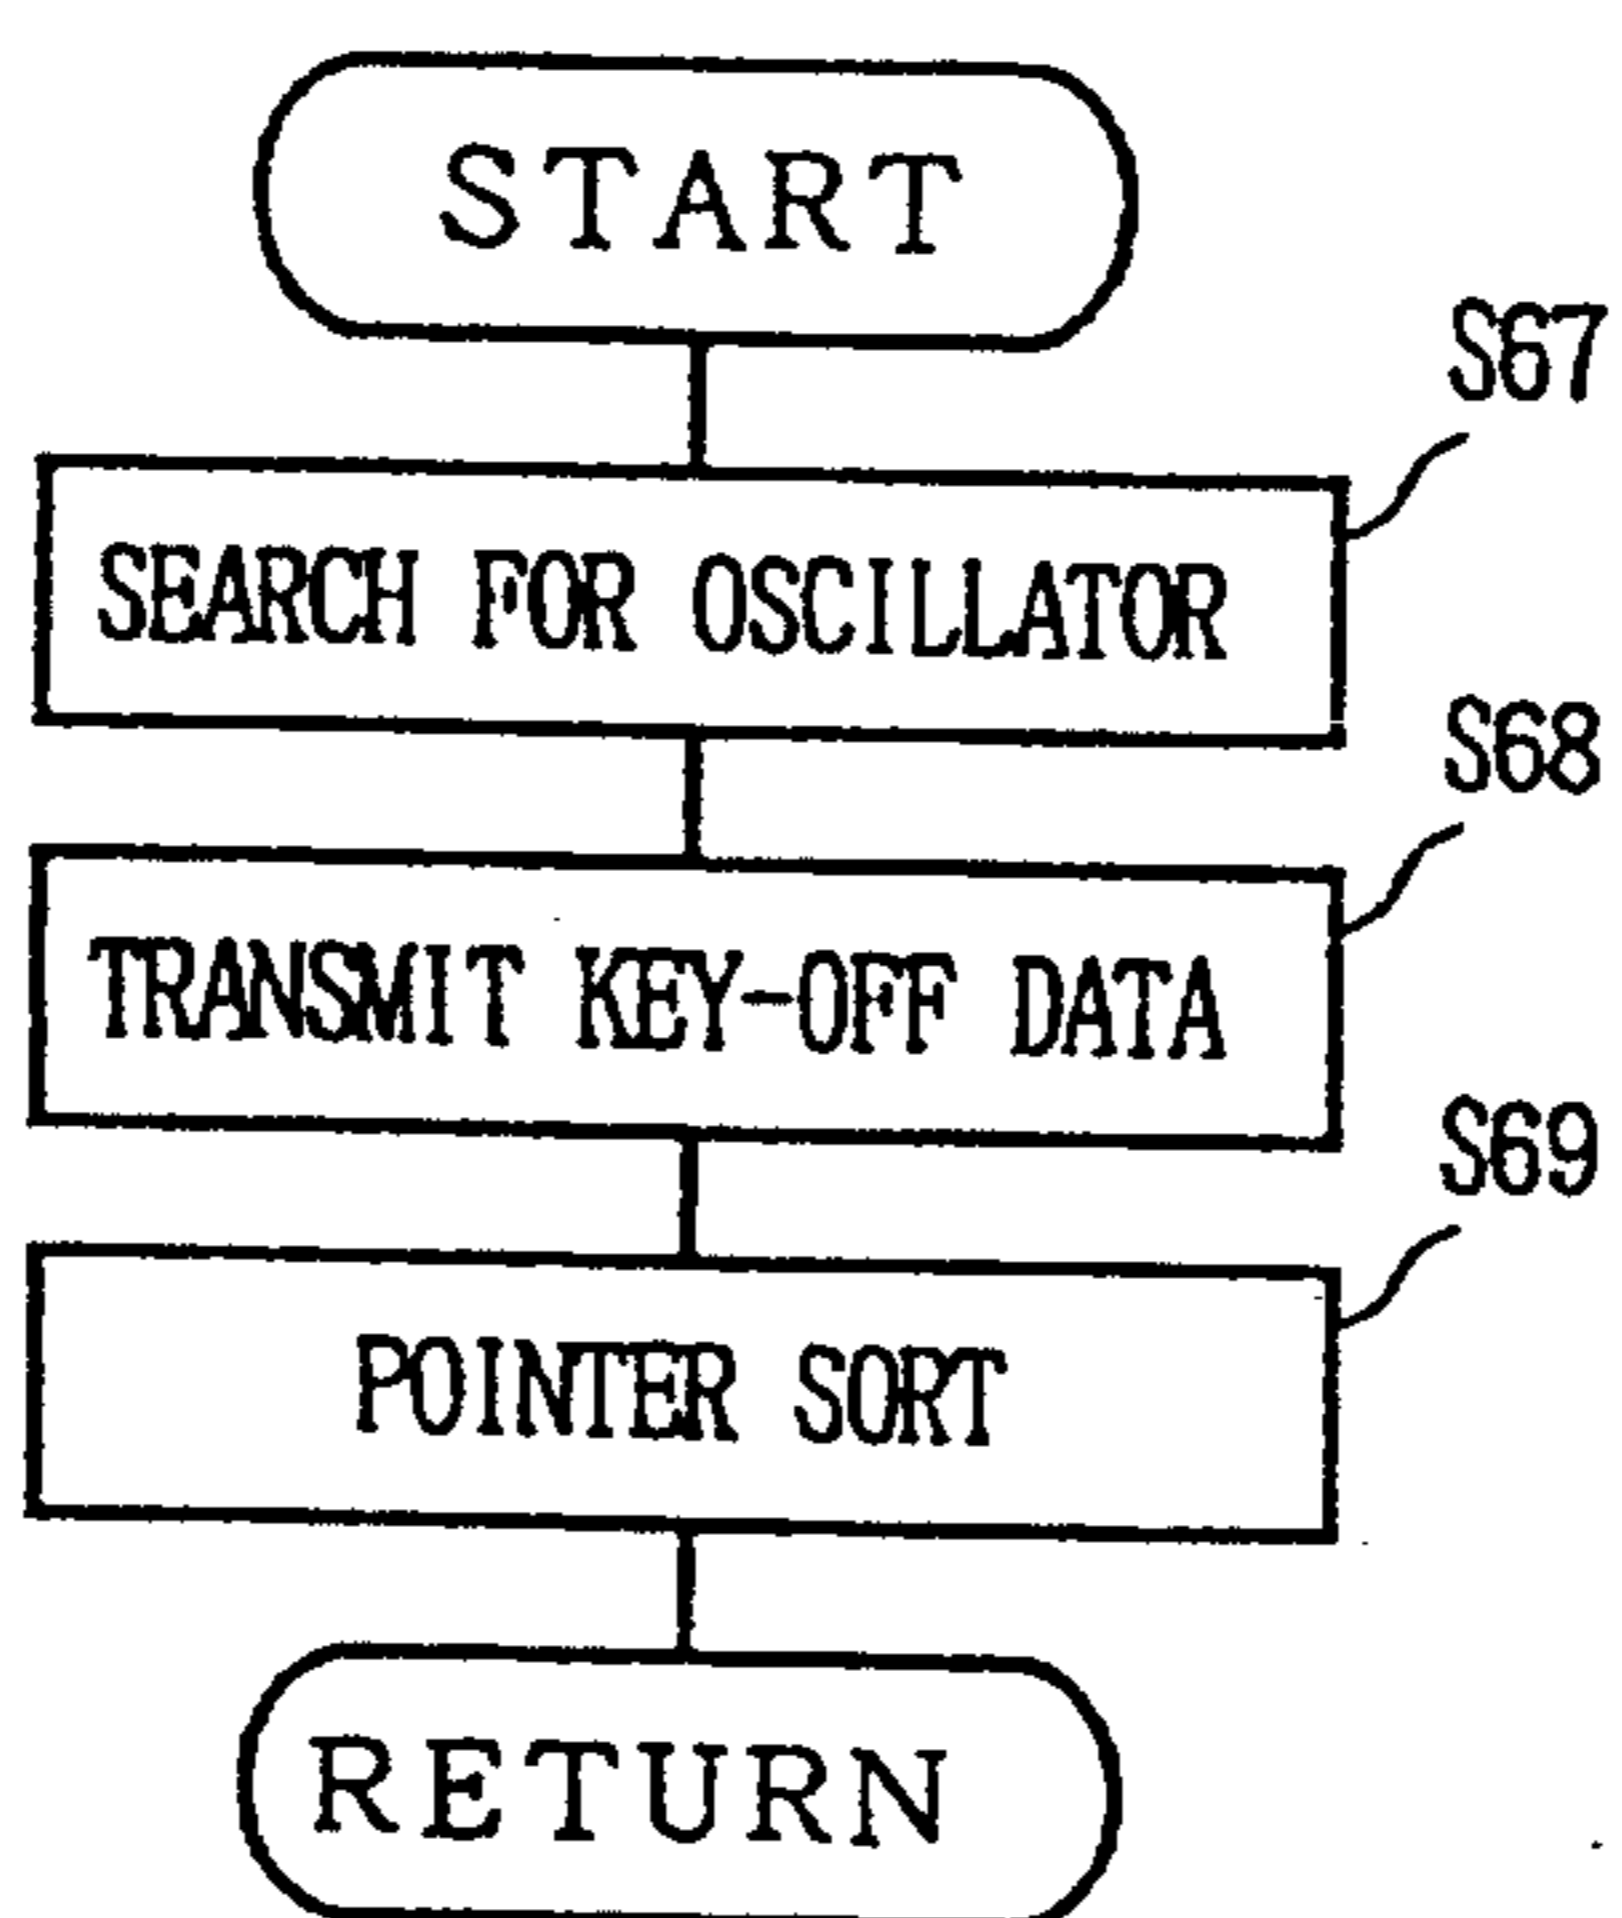 START
S67
SEARCH FOR OSCILLATOR
S68
TRANSMIT KEY-OFF DATA
S69
POINTER SORT
RETURN